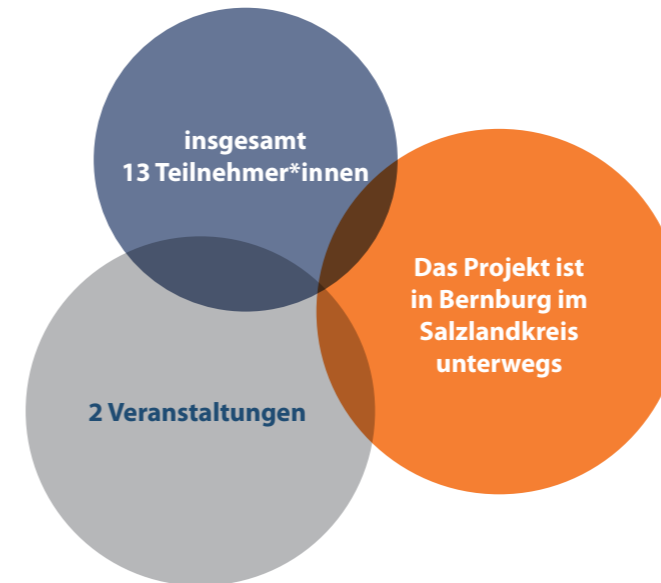 insgesamt
13 Teilnehmer*innen
Das Projekt ist
in Bernburg im
Salzlandkreis
unterwegs
2 Veranstaltungen